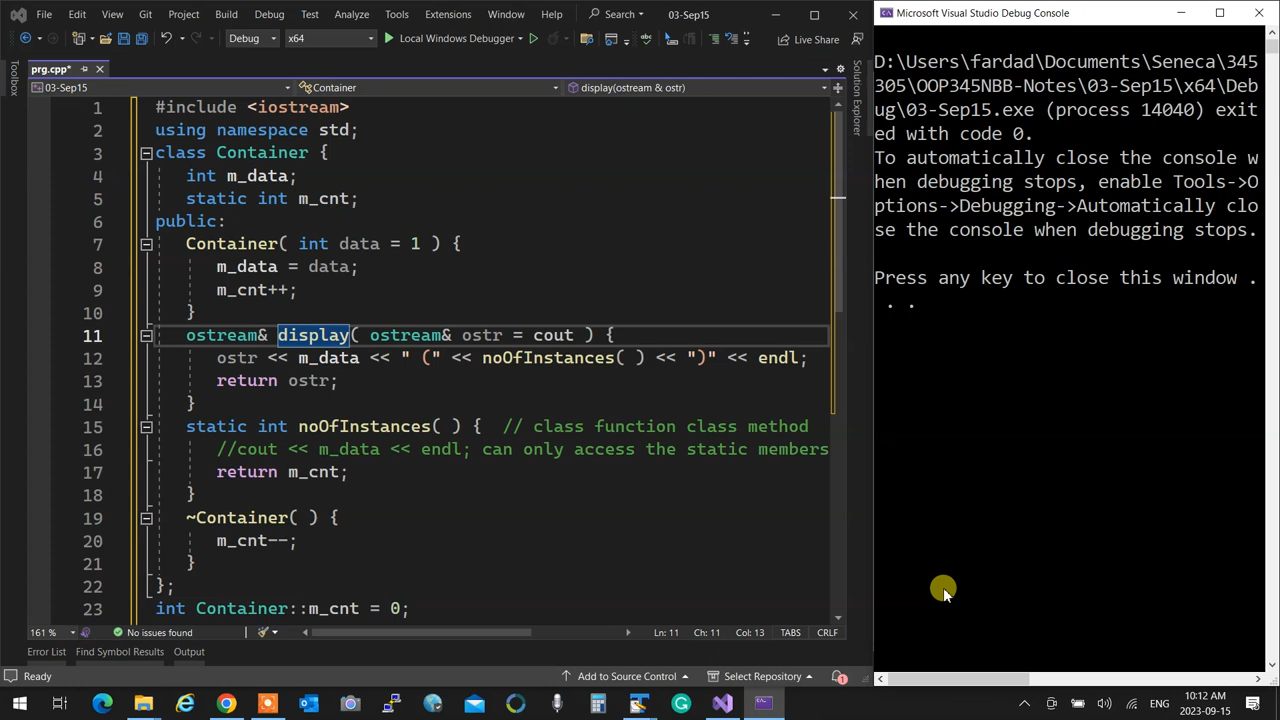 File Edit View Git Project Build Debug Test Analyze Tools Extensions Window Help Search 03-Sep15
Debug x64 Local Windows Debugger Live Share
prg.cpp*
03-Sep15 Container display(ostream & ostr)
Toolbox
Solution Explorer
1 #include <iostream>
2 using namespace std;
3 class Container {
4 int m_data;
5 static int m_cnt;
6 public:
7 Container( int data = 1 ) {
8 m_data = data;
9 m_cnt++;
10 }
11 ostream& display( ostream& ostr = cout ) {
12 ostr << m_data << " (" << noOfInstances( ) << ")" << endl;
13 return ostr;
14 }
15 static int noOfInstances( ) { // class function class method
16 //cout << m_data << endl; can only access the static members
17 return m_cnt;
18 }
19 ~Container( ) {
20 m_cnt--;
21 }
22 };
23 int Container::m_cnt = 0;
161 % No issues found Ln: 11 Ch: 11 Col: 13 TABS CRLF
Error List Find Symbol Results Output
Ready Add to Source Control Select Repository 1
Microsoft Visual Studio Debug Console
D:\Users\fardad\Documents\Seneca\345
305\OOP345NBB-Notes\03-Sep15\x64\Deb
ug\03-Sep15.exe (process 14040) exit
ed with code 0.
To automatically close the console w
hen debugging stops, enable Tools->O
ptions->Debugging->Automatically clo
se the console when debugging stops.
Press any key to close this window .
. .
ENG 10:12 AM
2023-09-15